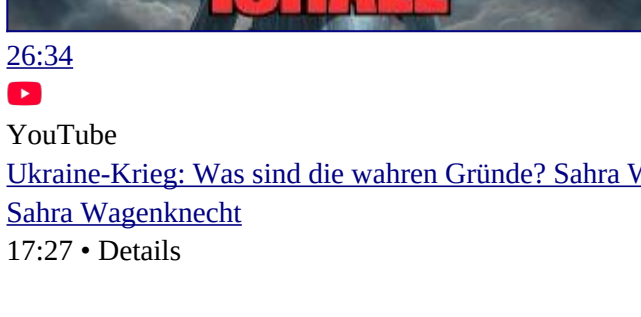 26:34
YouTube
Ukraine-Krieg: Was sind die wahren Gründe? Sahra
Sahra Wagenknecht
17:27 • Details